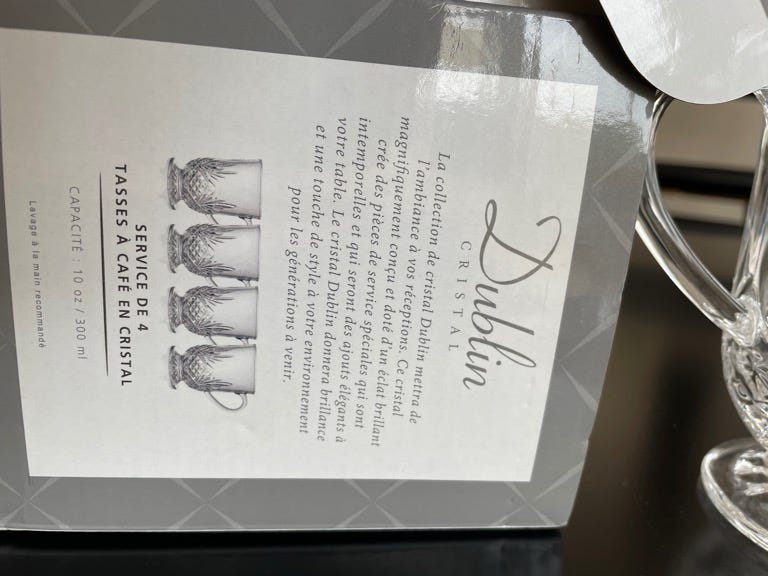 Dublin
CRISTAL
La collection de cristal Dublin mettra de
l'ambiance à vos réceptions. Ce cristal
magnifiquement conçu et doté d'un éclat brillant
crée des pièces de service spéciales qui sont
intemporelles et qui seront des ajouts élégants à
votre table. Le cristal Dublin donnera brillance
et une touche de style à votre environnement
pour les générations à venir.
SERVICE DE 4
TASSES À CAFÉ EN CRISTAL
CAPACITÉ : 10 oz / 300 ml
Lavage à la main recommandé